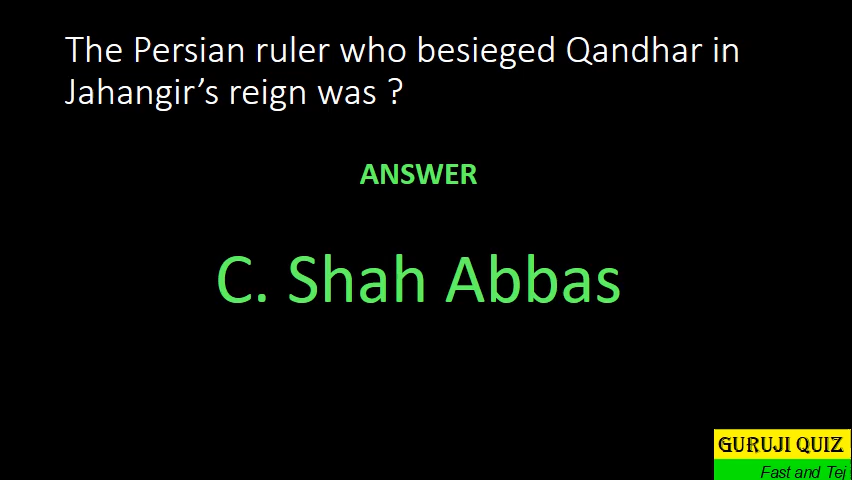 The Persian ruler who besieged Qandhar in
Jahangir’s reign was ?
ANSWER
C. Shah Abbas
GURUJI QUIZ
Fast and Tej